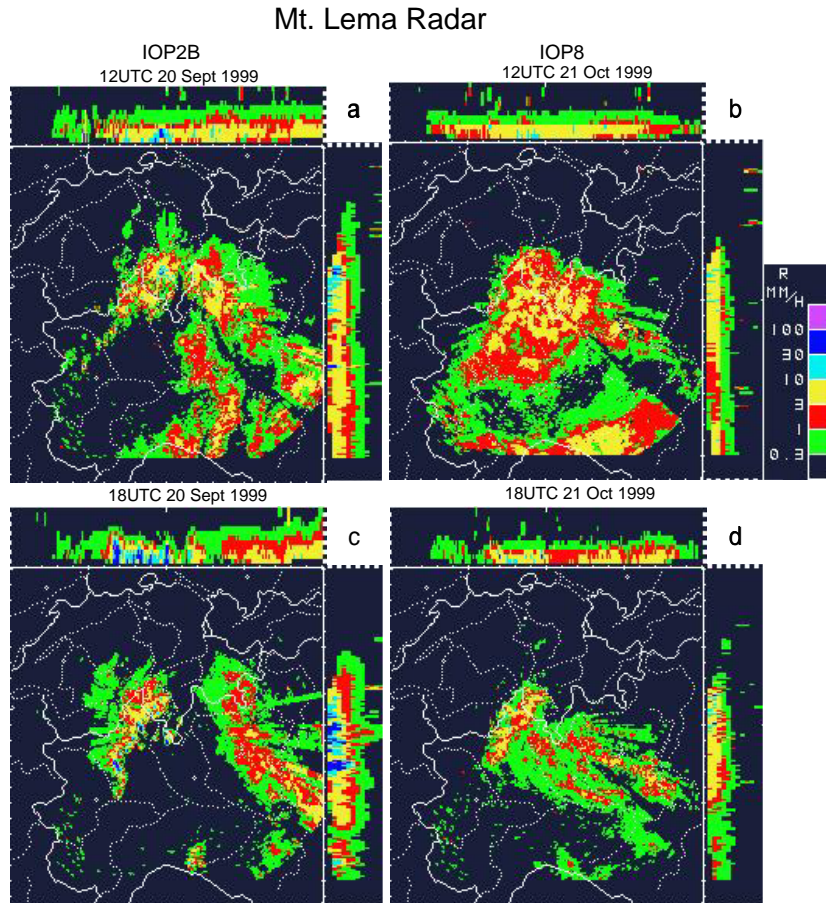 Mt. Lema Radar
IOP2B
IOP8
12UTC 20 Sept 1999
12UTC 21 Oct 1999
a
b
R
MM/H
100
30
10
3
1
0.3
18UTC 20 Sept 1999
18UTC 21 Oct 1999
c
d